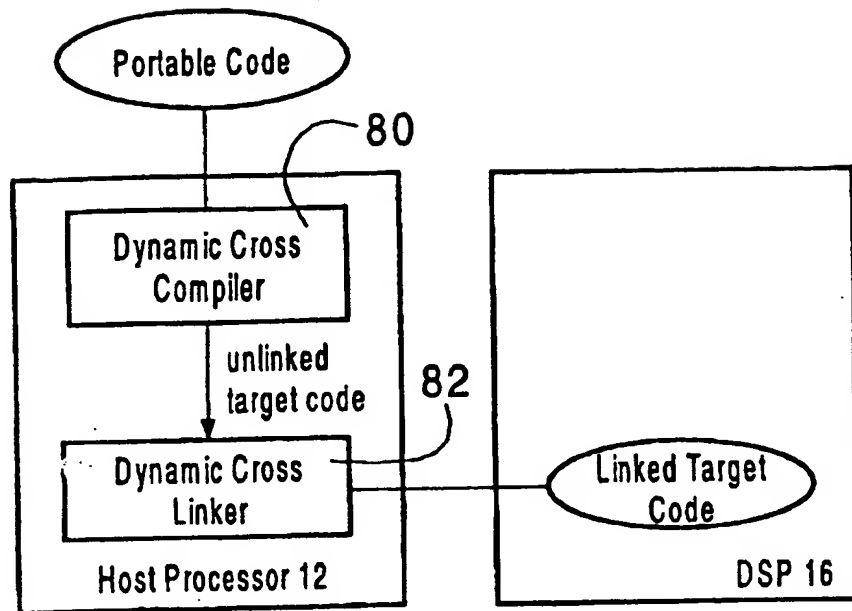 Portable Code
80
Dynamic Cross
Compiler
unlinked
target code
82
Dynamic Cross
Linker
Linked Target
Code
Host Processor 12
DSP 16